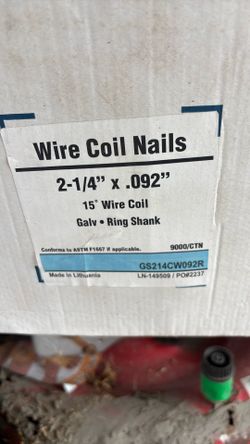 Wire Coil Nails
2-1/4" x .092"
15° Wire Coil
Galv • Ring Shank
Conforms to ASTM F1667 if applicable. 9000/CTN
GS214CW092R
Made in Lithuania LN-149509 / PO#2237